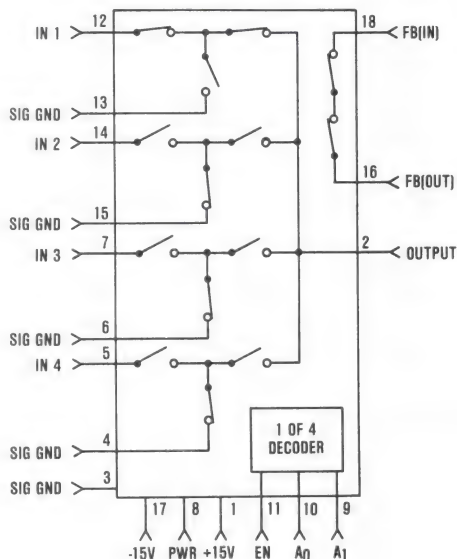 12
IN 1
18
FB(IN)
13
SIG GND
14
IN 2
16
FB(OUT)
15
SIG GND
7
IN 3
2
OUTPUT
6
SIG GND
5
IN 4
1 OF 4
DECODER
4
SIG GND
3
SIG GND
17 8 1 11 10 9
-15V PWR +15V EN A0 A1